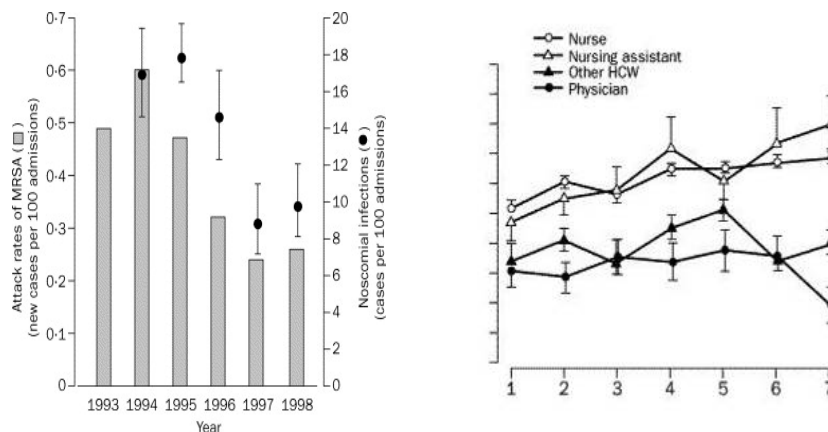 Attack rates of MRSA ( )
(new cases per 100 admissions)
0·7
0·6
0·5
0·4
0·3
0·2
0·1
0
20
18
16
14
12
10
8
6
4
2
0
Noscomial infections ( )
(cases per 100 admissions)
1993 1994 1995 1996 1997 1998
Year
Nurse
Nursing assistant
Other HCW
Physician
1 2 3 4 5 6 7